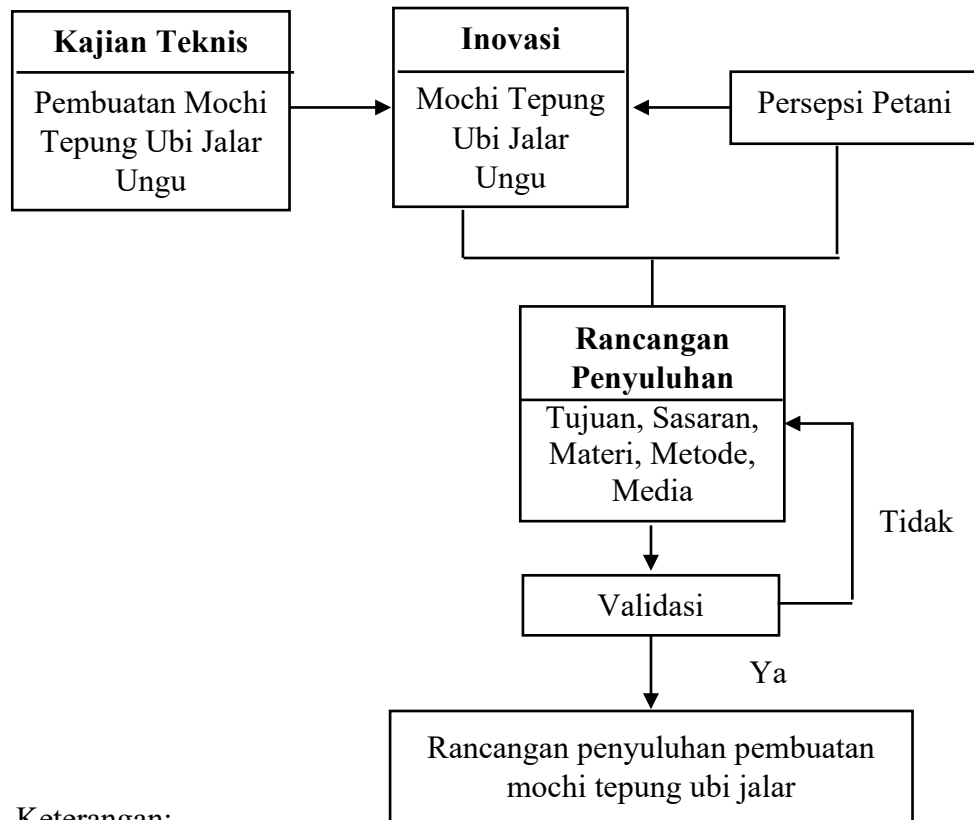 Kajian Teknis
Pembuatan Mochi
Tepung Ubi Jalar
Ungu
Inovasi
Mochi Tepung
Ubi Jalar
Ungu
Persepsi Petani
Rancangan
Penyuluhan
Tujuan, Sasaran,
Materi, Metode,
Media
Tidak
Validasi
Ya
Rancangan penyuluhan pembuatan
mochi tepung ubi jalar
Keterangan: